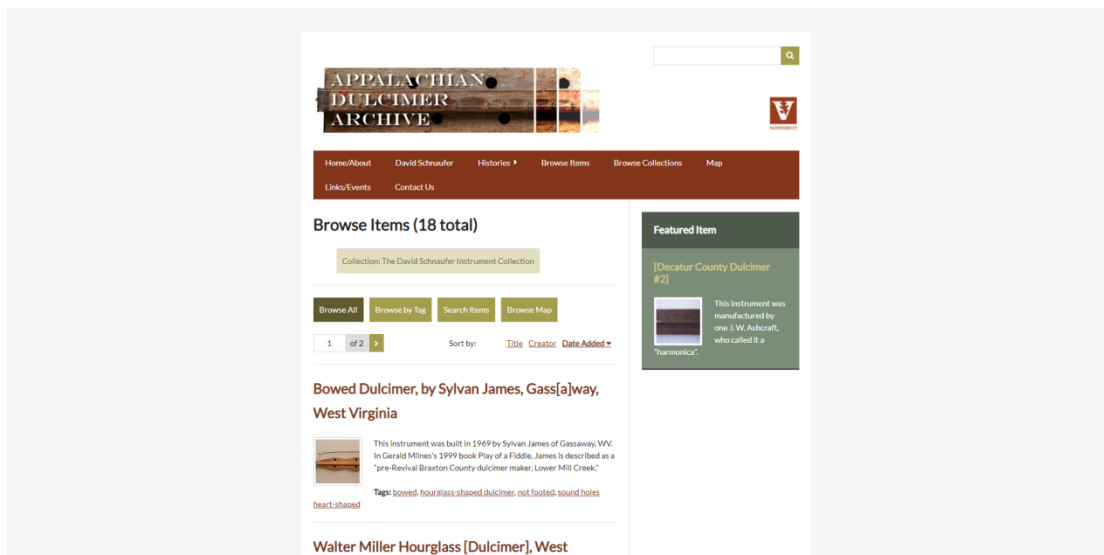 APPALACHIAN
DULCIMER
ARCHIVE
V
VANDERBILT
Home/About David Schnaufer Histories Browse Items Browse Collections Map
Links/Events Contact Us
Browse Items (18 total)
Collection: The David Schnaufer Instrument Collection
Browse All Browse by Tag Search Items Browse Map
1 of 2 Sort by: Title Creator Date Added
Bowed Dulcimer, by Sylvan James, Gass[a]way,
West Virginia
This instrument was built in 1969 by Sylvan James of Gassaway, WV.
In Gerald Milnes's 1999 book Play of a Fiddle, James is described as a
"pre-Revival Braxton County dulcimer maker, Lower Mill Creek."
Tags: bowed, hourglass-shaped dulcimer, not footed, sound holes
heart-shaped
Walter Miller Hourglass [Dulcimer], West
Featured Item
[Decatur County Dulcimer
#2]
This instrument was
manufactured by
one J. W. Ashcraft,
who called it a
"harmonica".